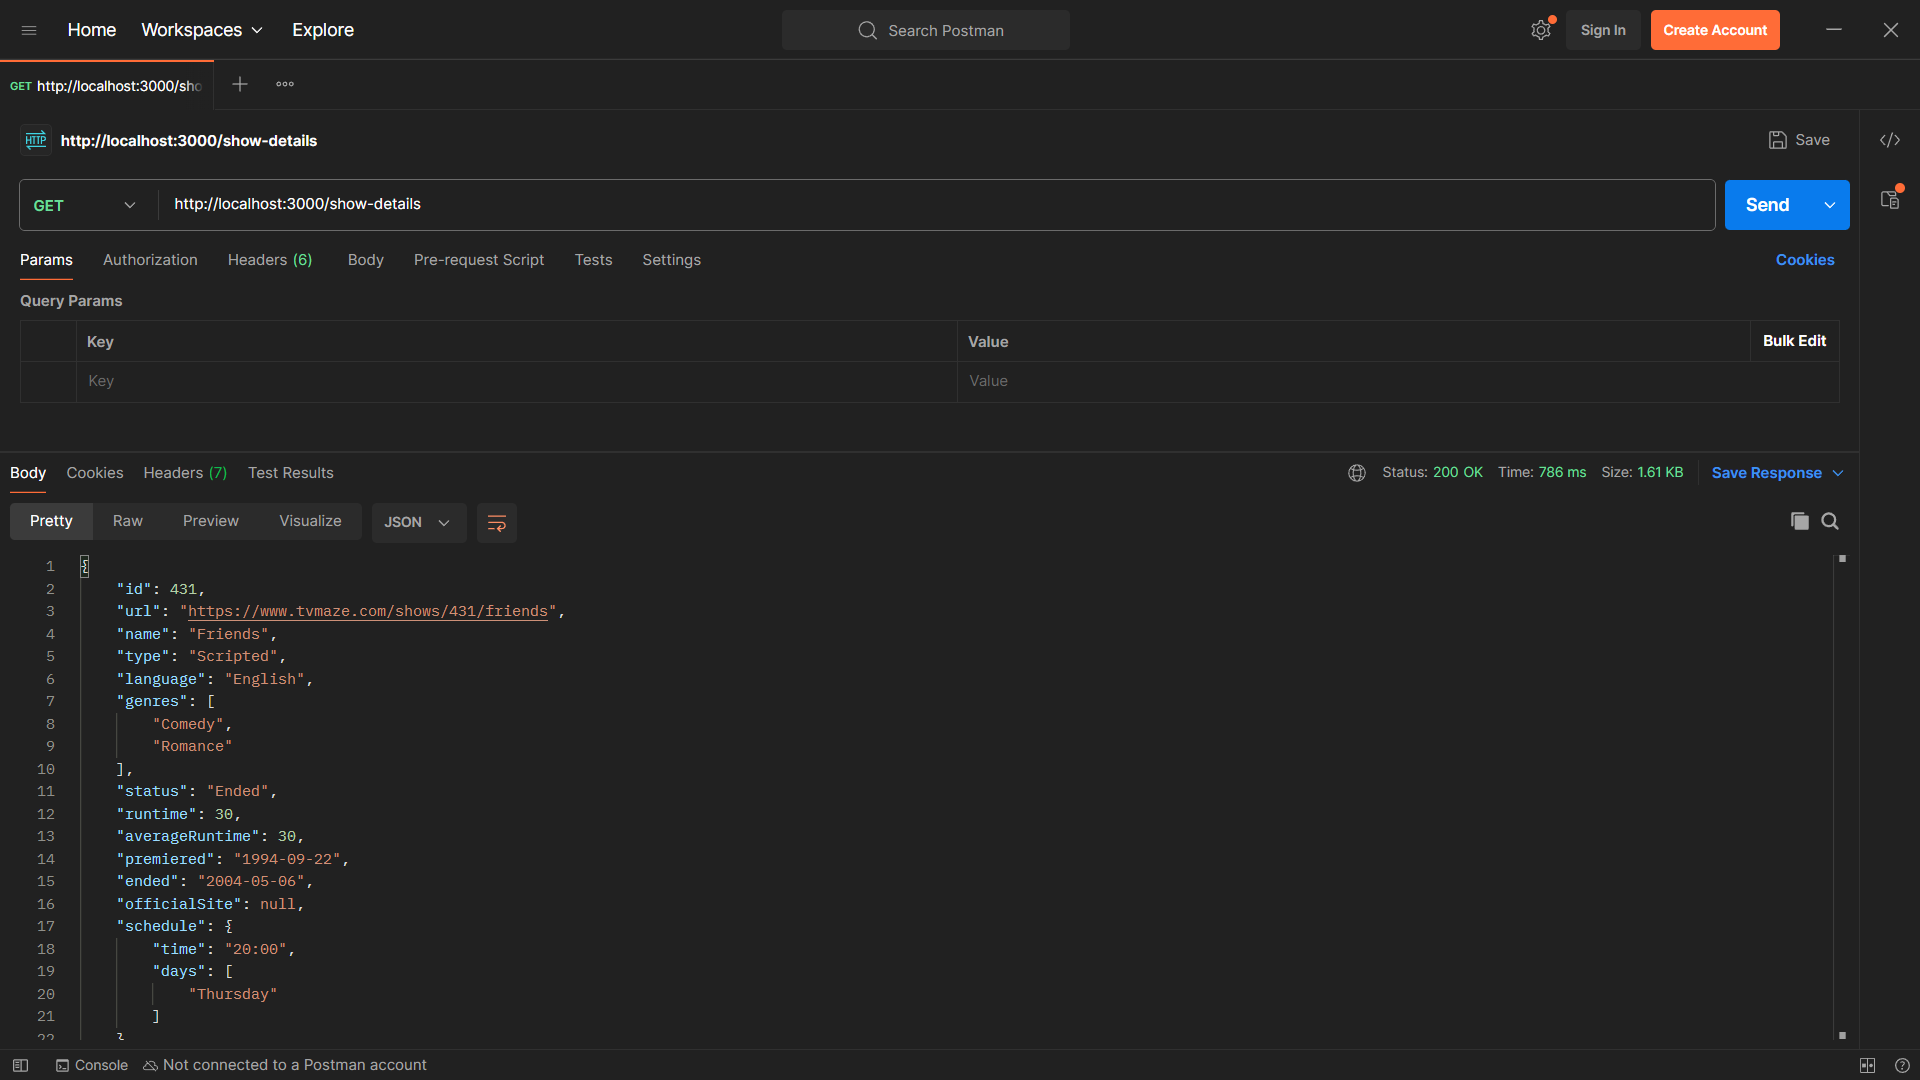 Home Workspaces Explore Search Postman Sign In Create Account
GET http://localhost:3000/sho
HTTP http://localhost:3000/show-details Save
GET http://localhost:3000/show-details Send
Params Authorization Headers (6) Body Pre-request Script Tests Settings Cookies
Query Params
Key Value Bulk Edit
Key Value
Body Cookies Headers (7) Test Results Status: 200 OK Time: 786 ms Size: 1.61 KB Save Response
Pretty Raw Preview Visualize JSON
1 {
2 "id": 431,
3 "url": "https://www.tvmaze.com/shows/431/friends",
4 "name": "Friends",
5 "type": "Scripted",
6 "language": "English",
7 "genres": [
8 "Comedy",
9 "Romance"
10 ],
11 "status": "Ended",
12 "runtime": 30,
13 "averageRuntime": 30,
14 "premiered": "1994-09-22",
15 "ended": "2004-05-06",
16 "officialSite": null,
17 "schedule": {
18 "time": "20:00",
19 "days": [
20 "Thursday"
21 ]
22 }
Console Not connected to a Postman account